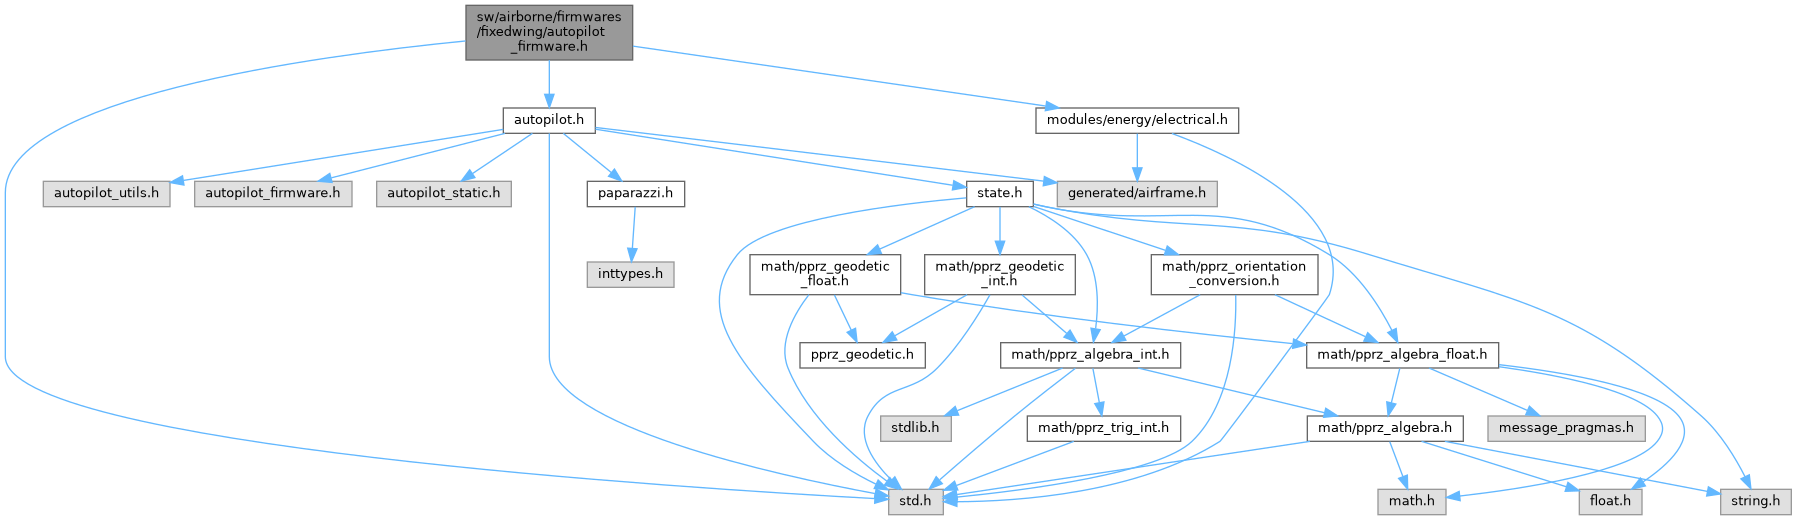 sw/airborne/firmwares
/fixedwing/autopilot
_firmware.h
autopilot.h
modules/energy/electrical.h
autopilot_utils.h
autopilot_firmware.h
autopilot_static.h
paparazzi.h
state.h
generated/airframe.h
inttypes.h
math/pprz_geodetic
_float.h
math/pprz_geodetic
_int.h
math/pprz_orientation
_conversion.h
pprz_geodetic.h
math/pprz_algebra_int.h
math/pprz_algebra_float.h
stdlib.h
math/pprz_trig_int.h
math/pprz_algebra.h
message_pragmas.h
std.h
math.h
float.h
string.h